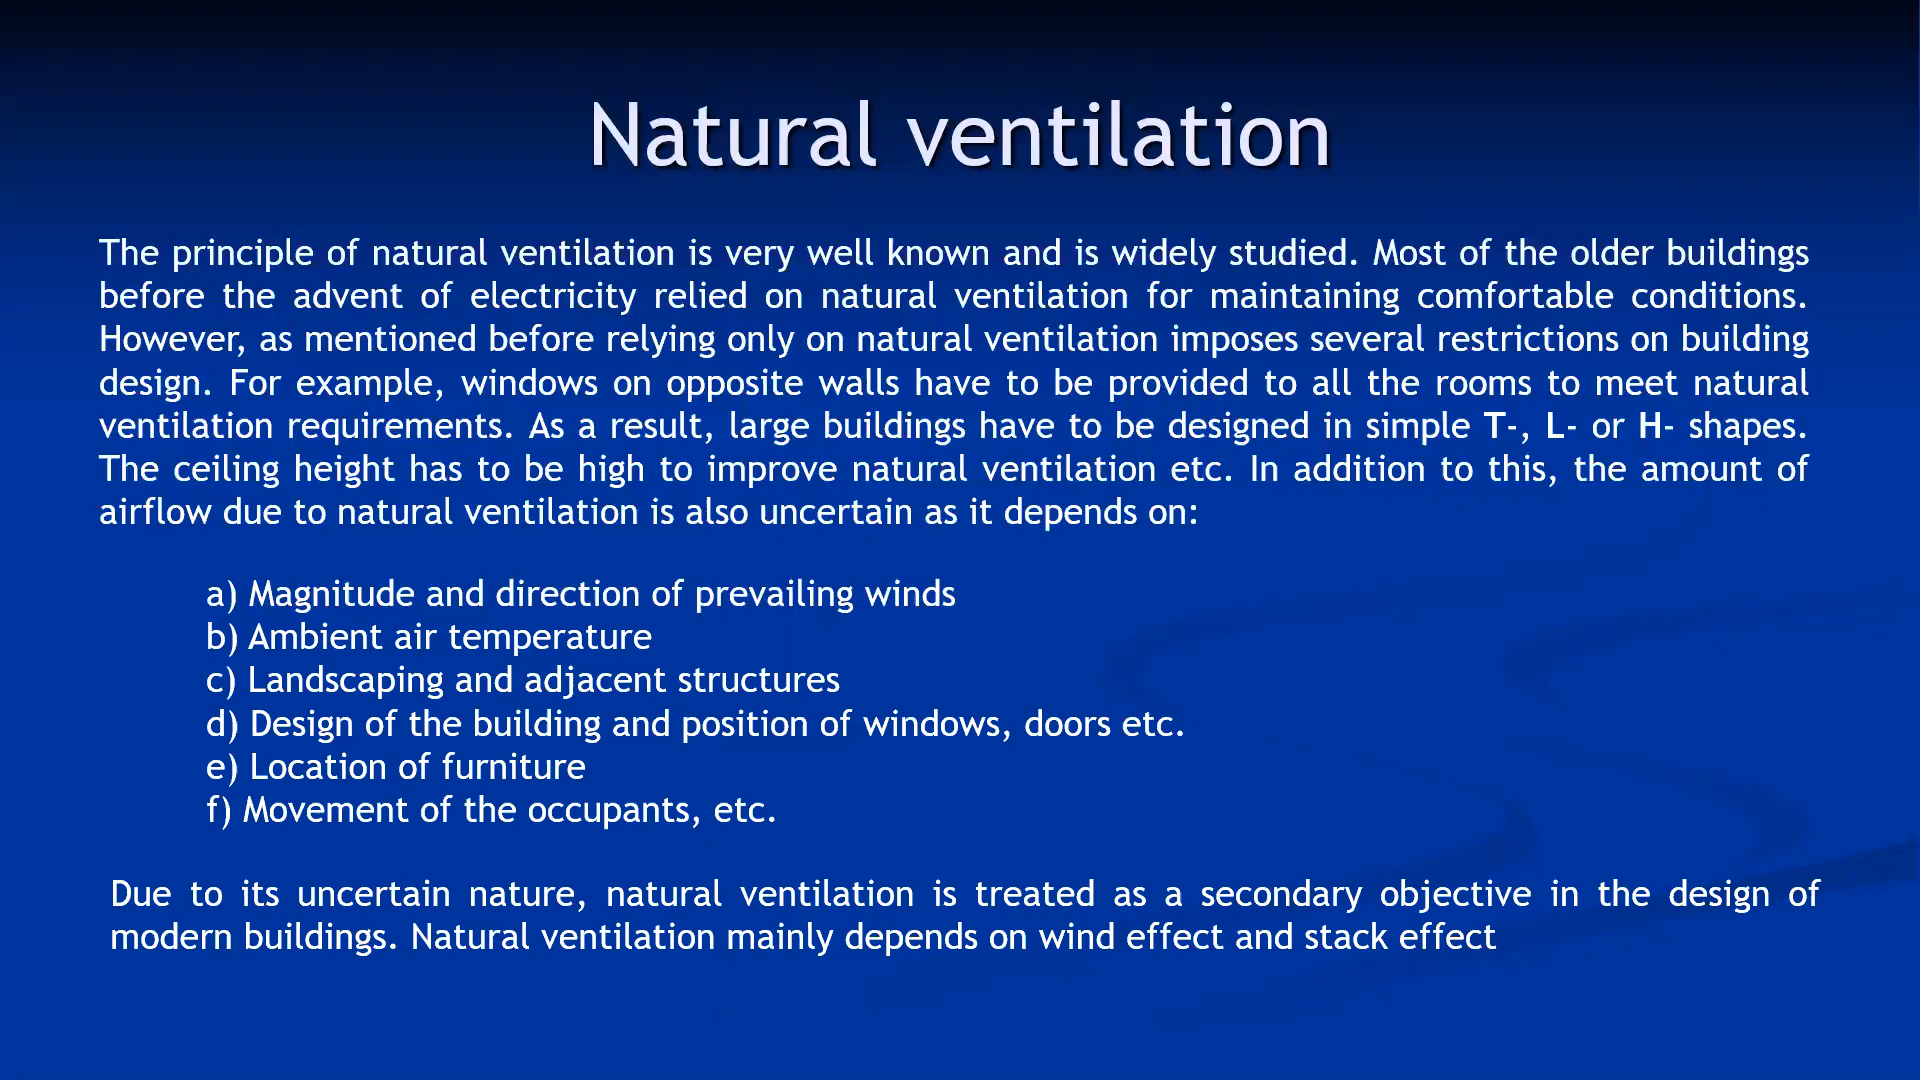 Natural ventilation
The principle of natural ventilation is very well known and is widely studied. Most of the older buildings
before the advent of electricity relied on natural ventilation for maintaining comfortable conditions.
However, as mentioned before relying only on natural ventilation imposes several restrictions on building
design. For example, windows on opposite walls have to be provided to all the rooms to meet natural
ventilation requirements. As a result, large buildings have to be designed in simple T-, L- or H- shapes.
The ceiling height has to be high to improve natural ventilation etc. In addition to this, the amount of
airflow due to natural ventilation is also uncertain as it depends on:
a) Magnitude and direction of prevailing winds
b) Ambient air temperature
c) Landscaping and adjacent structures
d) Design of the building and position of windows, doors etc.
e) Location of furniture
f) Movement of the occupants, etc.
Due to its uncertain nature, natural ventilation is treated as a secondary objective in the design of
modern buildings. Natural ventilation mainly depends on wind effect and stack effect